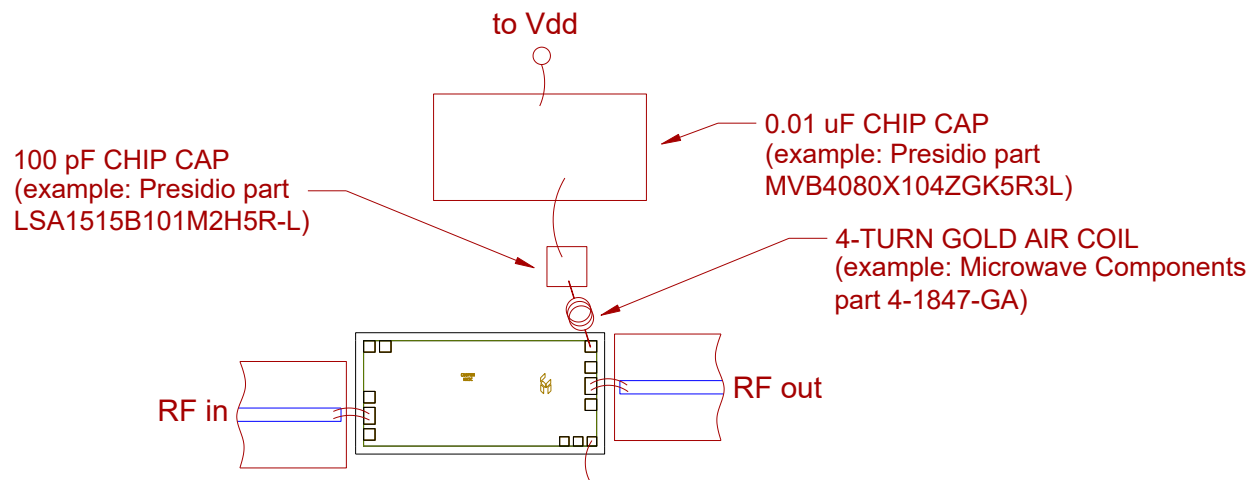 to Vdd
0.01 uF CHIP CAP
(example: Presidio part
MVB4080X104ZGK5R3L)
100 pF CHIP CAP
(example: Presidio part
LSA1515B101M2H5R-L)
4-TURN GOLD AIR COIL
(example: Microwave Components
part 4-1847-GA)
RF in
RF out